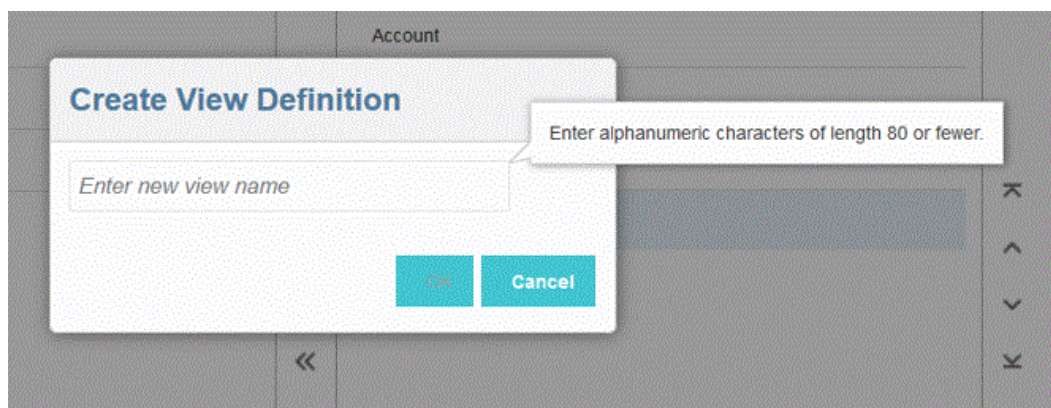 Account
Create View Definition
Enter alphanumeric characters of length 80 or fewer.
Enter new view name
OK
Cancel